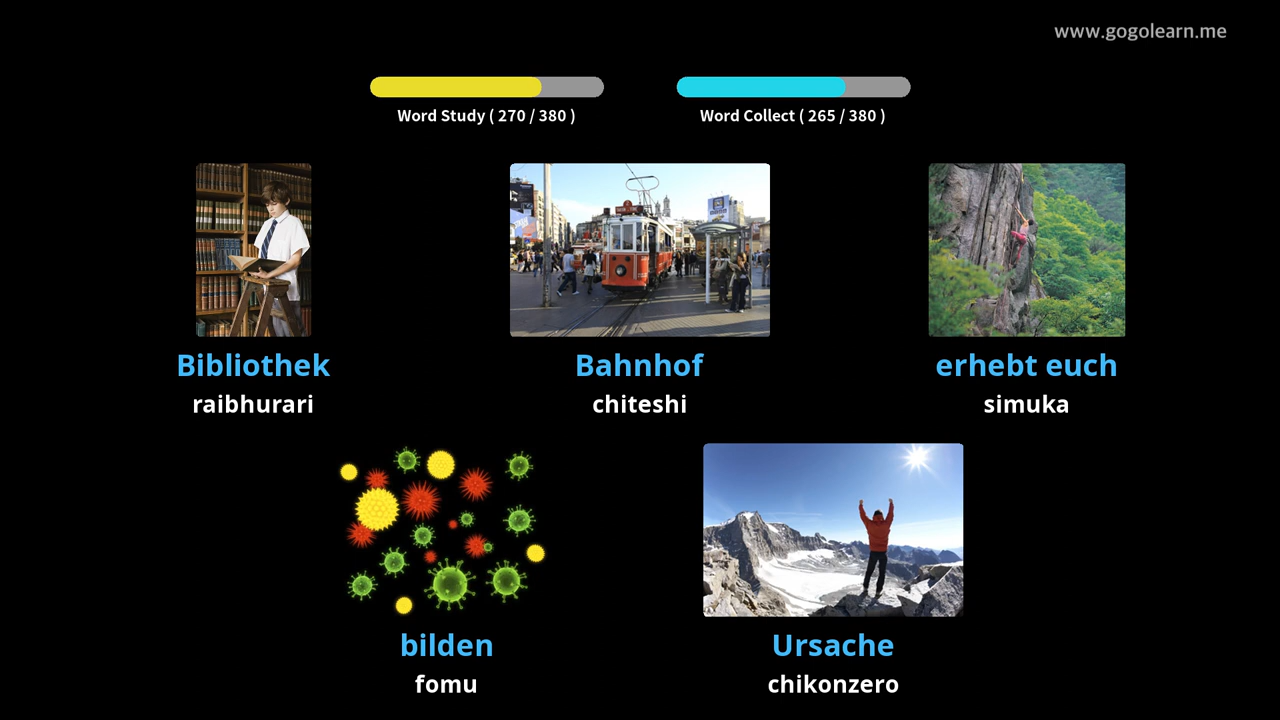 www.gogolearn.me
Word Study ( 270 / 380 )
Word Collect ( 265 / 380 )
Bibliothek
raibhurari
Bahnhof
chiteshi
erhebt euch
simuka
bilden
fomu
Ursache
chikonzero